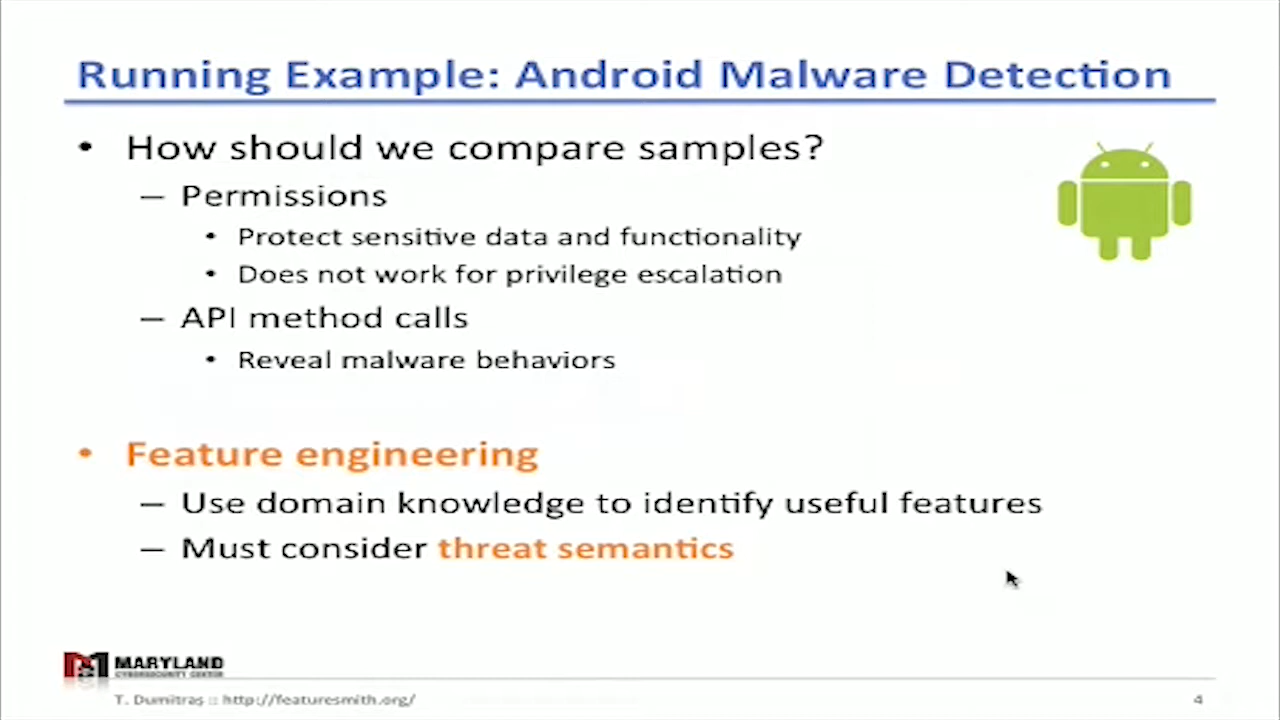 Running Example: Android Malware Detection
• How should we compare samples?
– Permissions
• Protect sensitive data and functionality
• Does not work for privilege escalation
– API method calls
• Reveal malware behaviors
• Feature engineering
– Use domain knowledge to identify useful features
– Must consider threat semantics
MARYLAND
CYBERSECURITY CENTER
T. Dumitraș :: http://featuresmith.org/
4